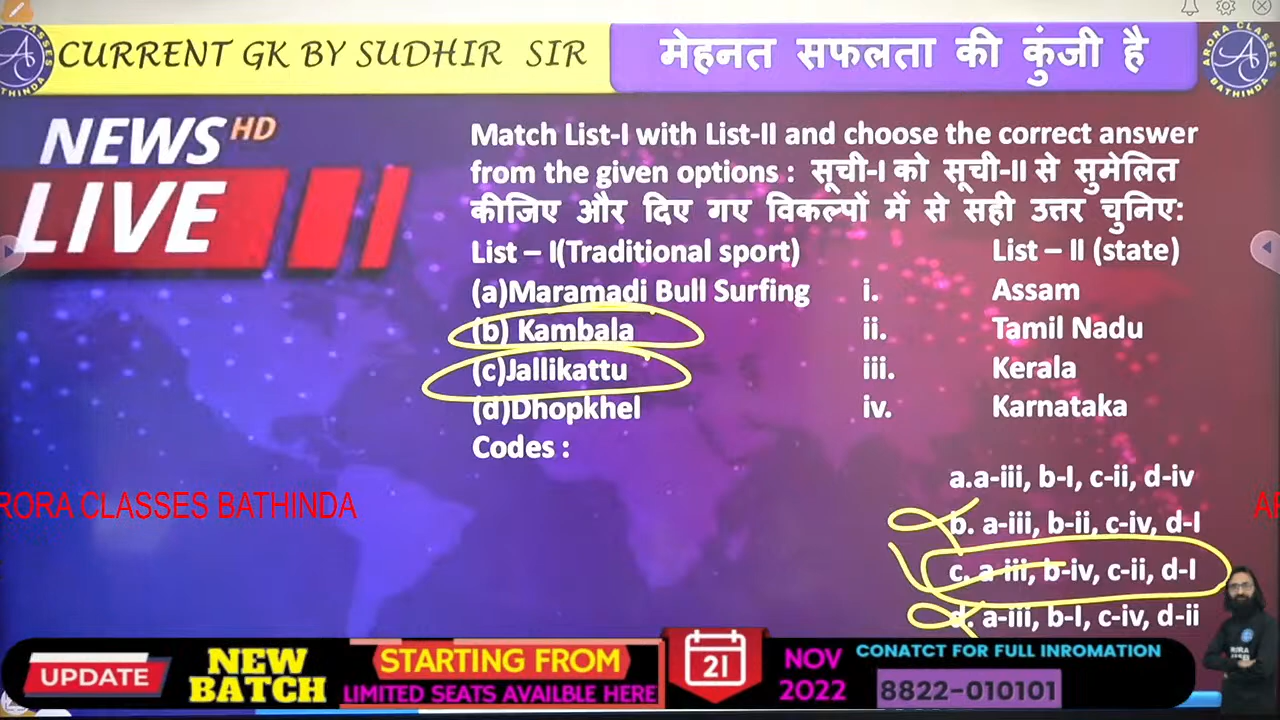 CURRENT GK BY SUDHIR SIR
मेहनत सफलता की कुंजी है
ARORA CLASSES
BATHINDA
NEWS HD
LIVE
Match List-I with List-II and choose the correct answer
from the given options : सूची-I को सूची-II से सुमेलित
कीजिए और दिए गए विकल्पों में से सही उत्तर चुनिए:
List – I(Traditional sport) List – II (state)
(a)Maramadi Bull Surfing i. Assam
(b) Kambala ii. Tamil Nadu
(c)Jallikattu iii. Kerala
(d)Dhopkhel iv. Karnataka
Codes :
a.a-iii, b-I, c-ii, d-iv
RORA CLASSES BATHINDA
b. a-iii, b-ii, c-iv, d-I
c. a-iii, b-iv, c-ii, d-I
d. a-iii, b-I, c-iv, d-ii
UPDATE
NEW
BATCH
STARTING FROM
LIMITED SEATS AVAILBLE HERE
21
NOV
2022
CONATCT FOR FULL INROMATION
8822-010101